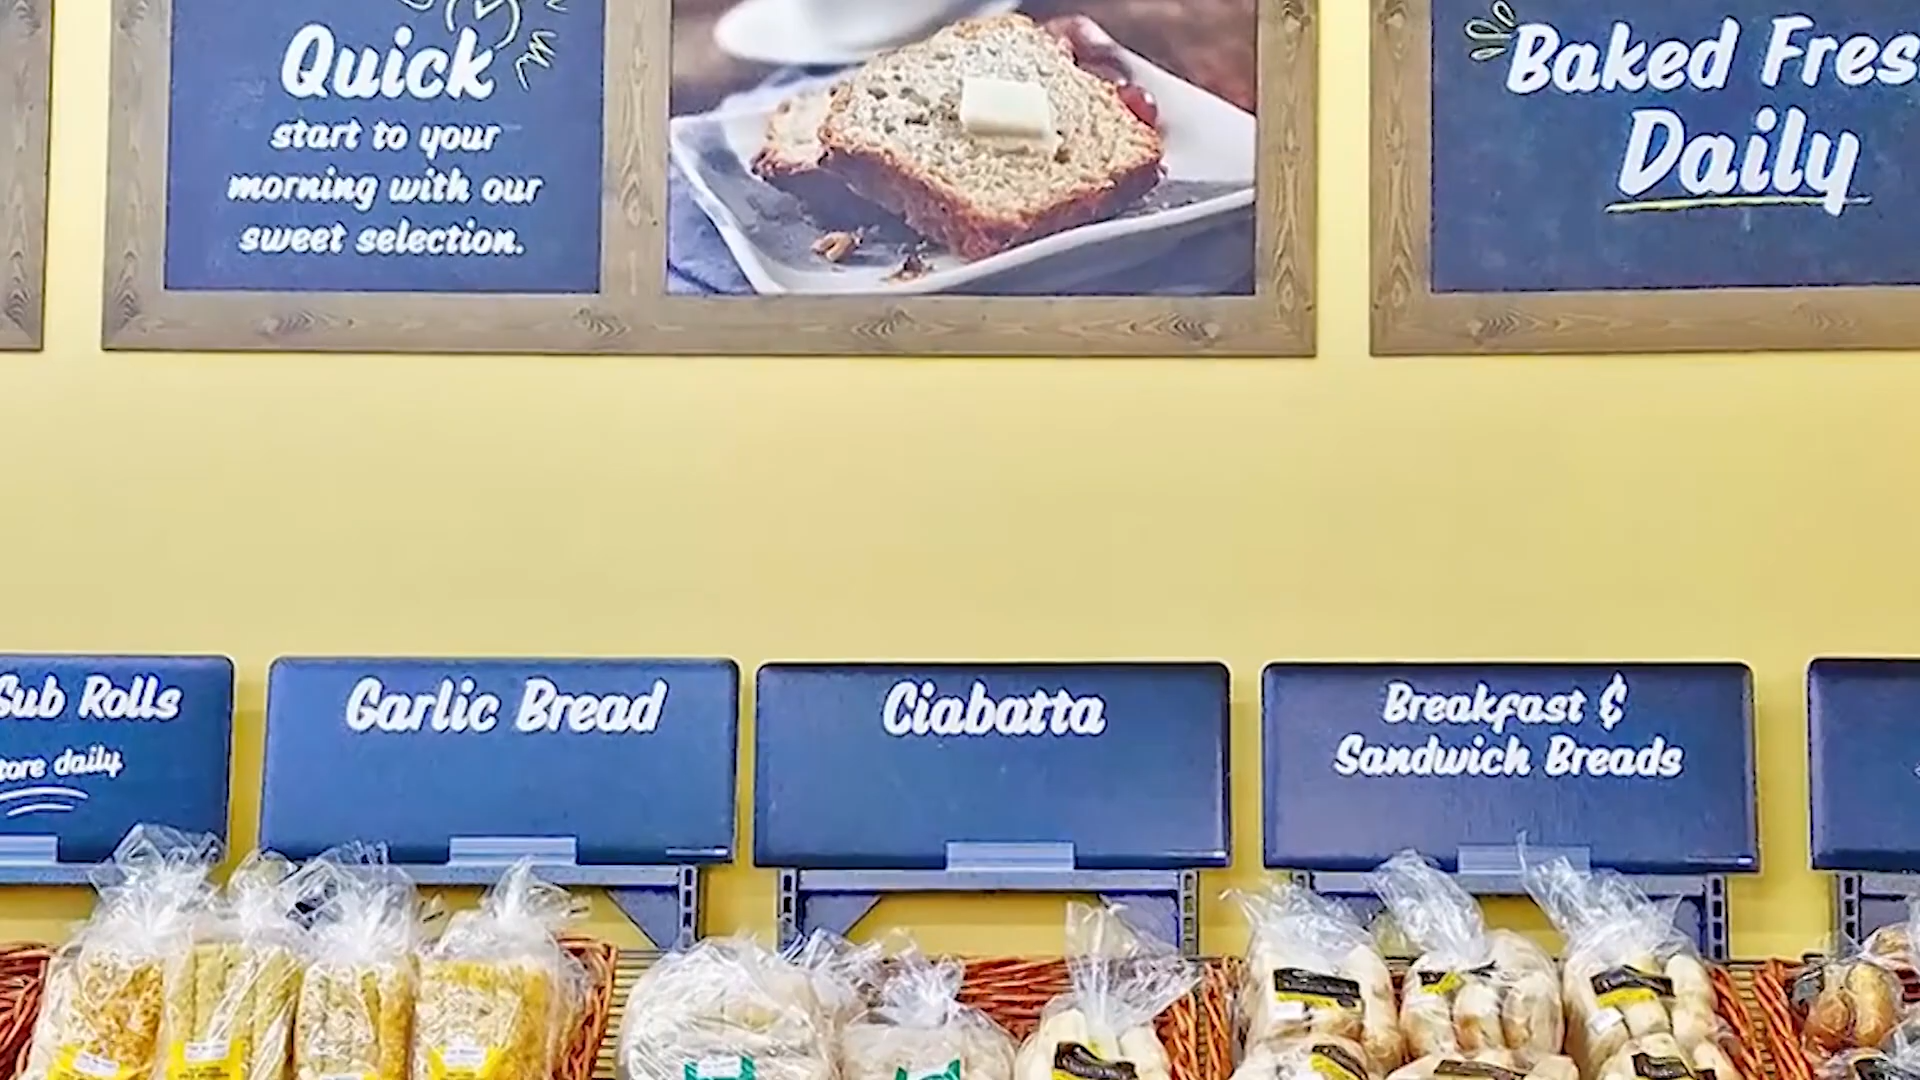 Quick
start to your
morning with our
sweet selection.
Baked Fres
Daily
Sub Rolls
tore daily
Garlic Bread
Ciabatta
Breakfast &
Sandwich Breads